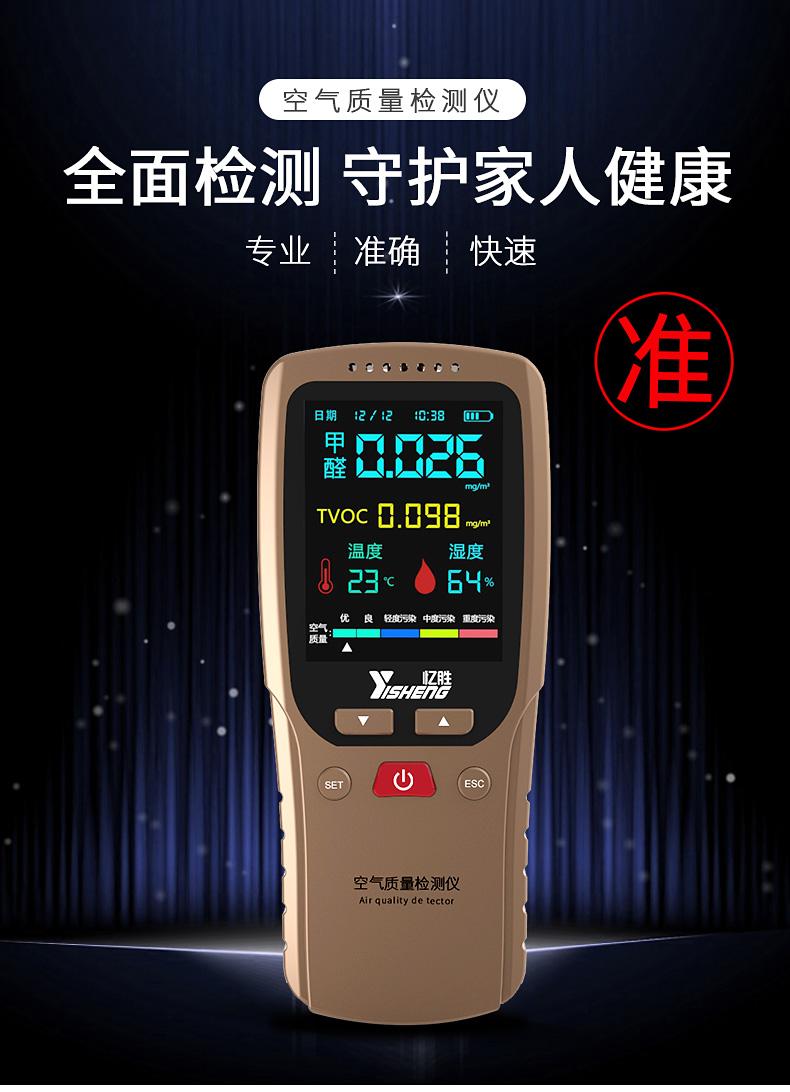 空气质量检测仪
全面检测 守护家人健康
专业 准确 快速
准
日期 12/12 10:38
甲醛 0.026
mg/m³
TVOC 0.098 mg/m³
温度 湿度
23 ℃ 64 %
优 良 轻度污染 中度污染 重度污染
空气质量:
忆胜
YISHENG
SET
ESC
空气质量检测仪
Air quality de tector